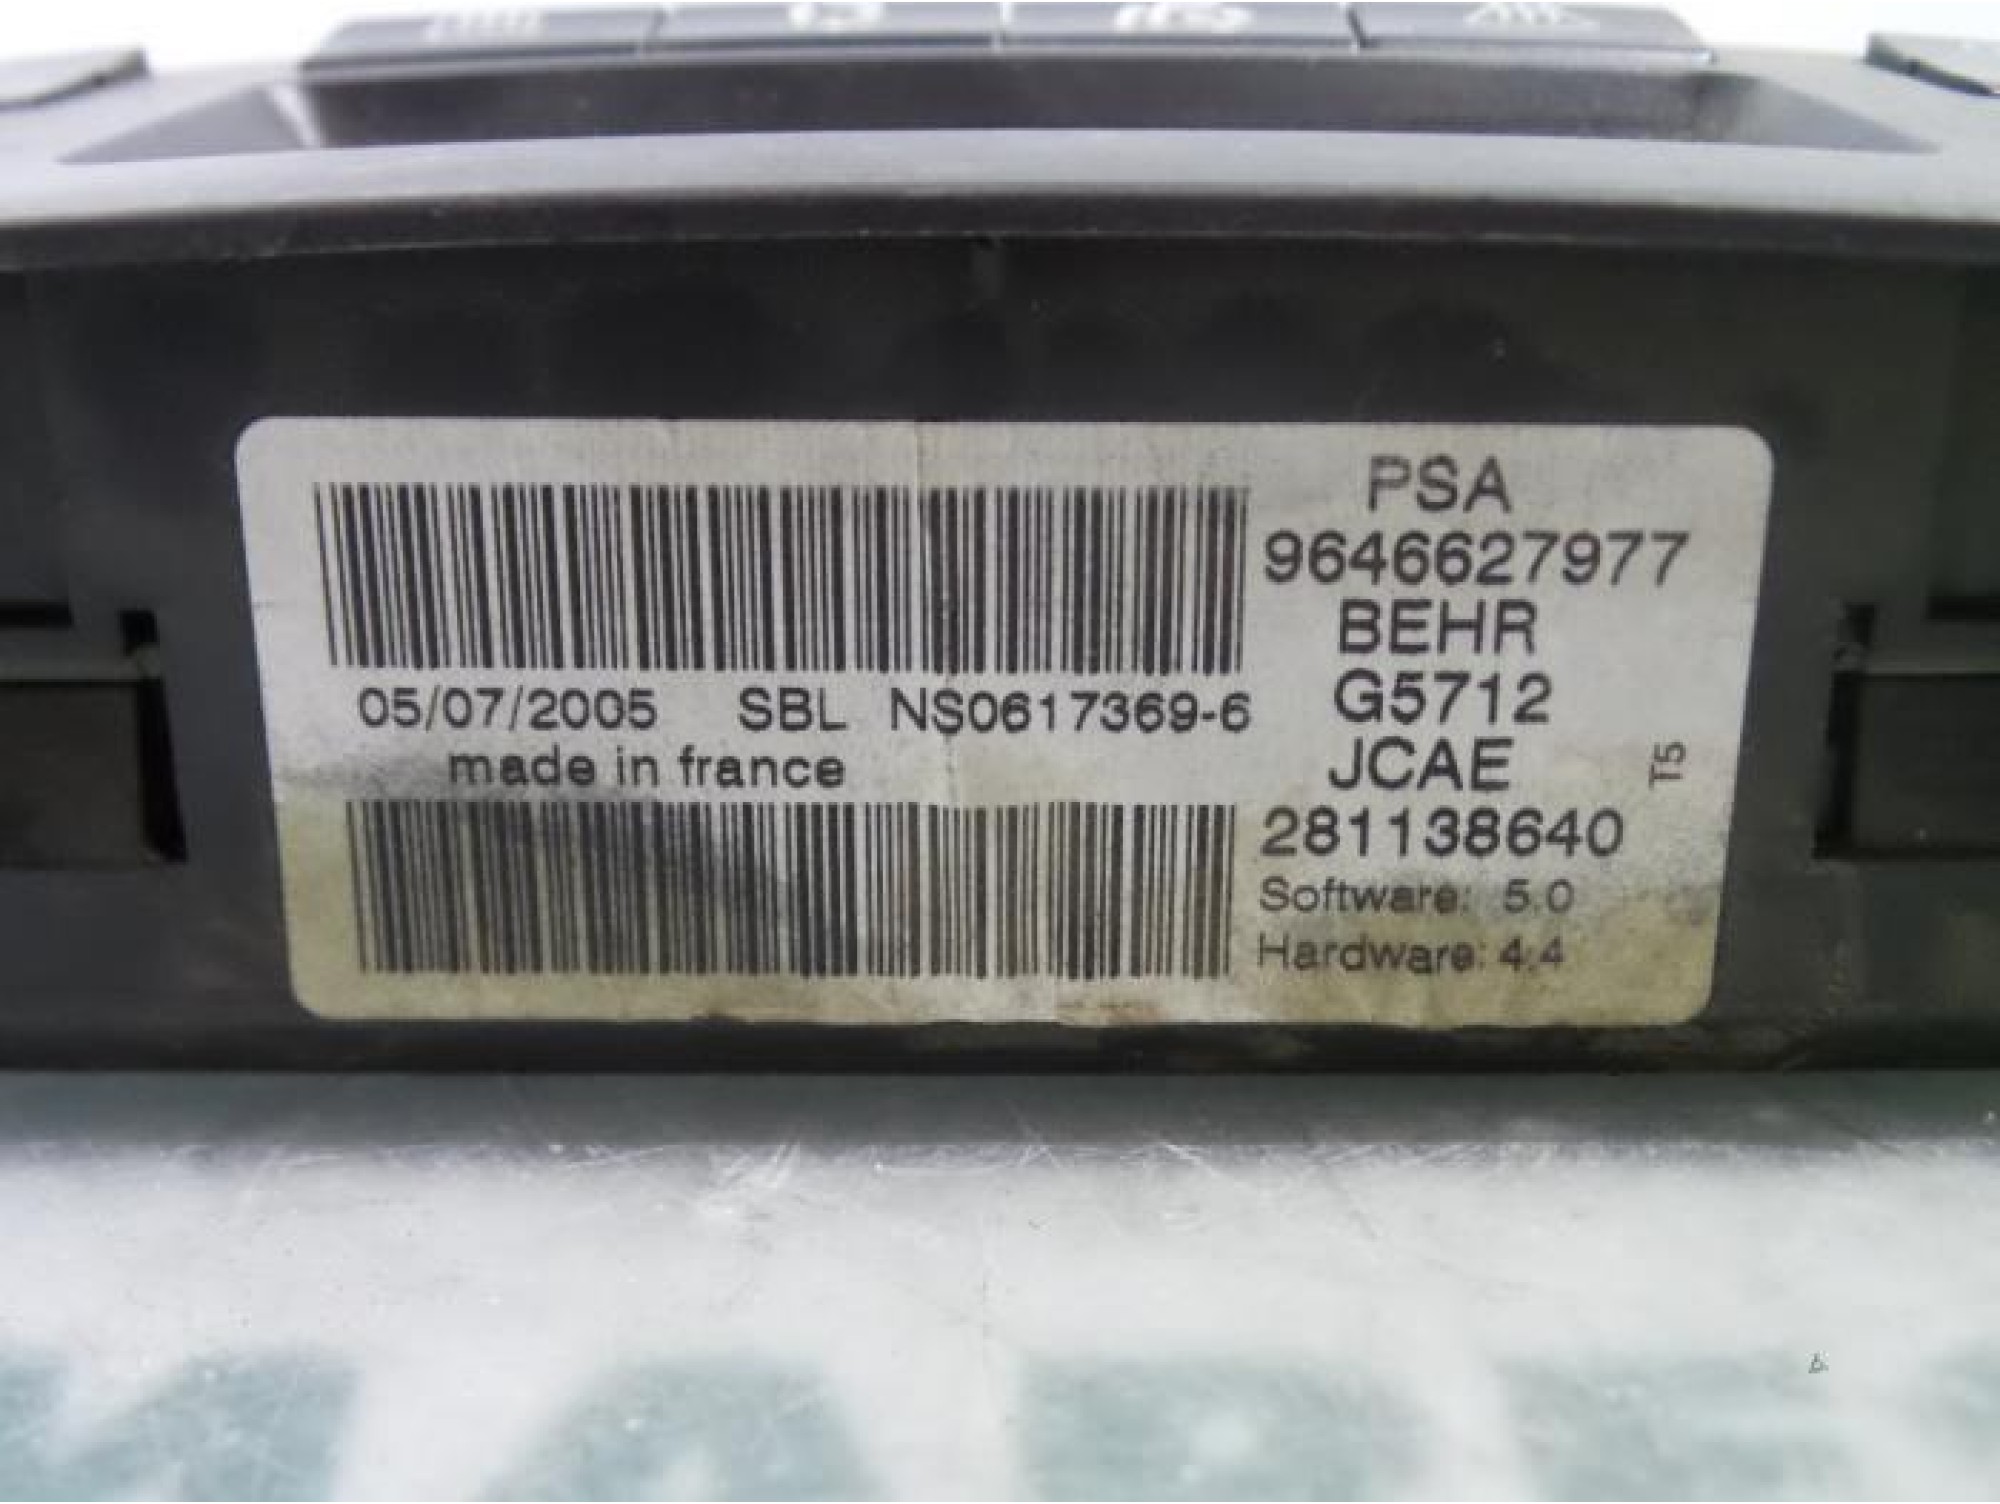 PSA
9646627977
BEHR
05/07/2005 SBL NS0617369-6 G5712
made in france JCAE T5
281138640
Software: 5.0
Hardware: 4.4